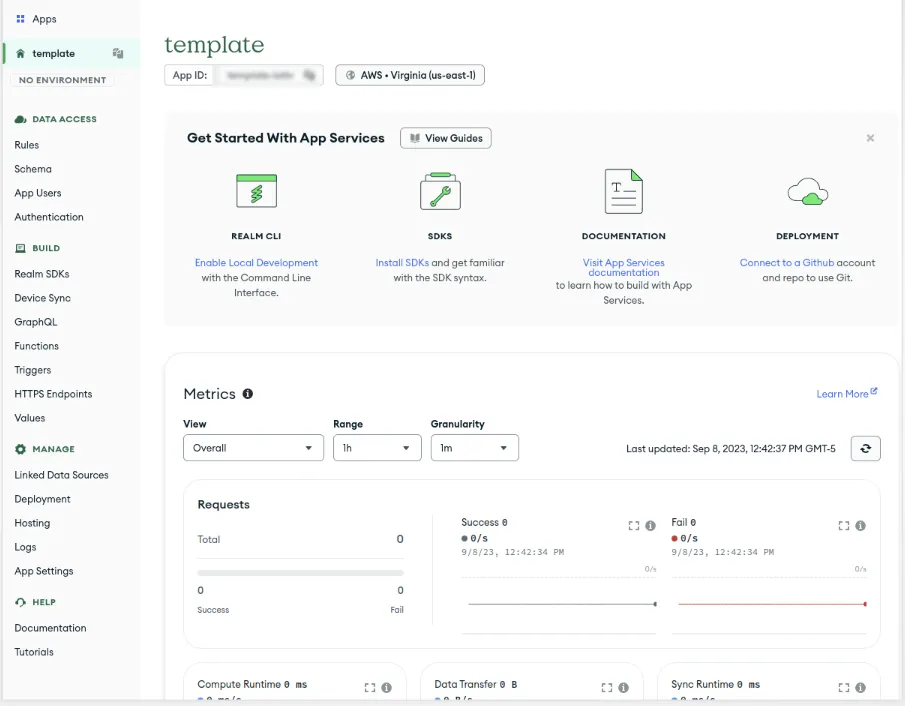 Apps
template
NO ENVIRONMENT
DATA ACCESS
Rules
Schema
App Users
Authentication
BUILD
Realm SDKs
Device Sync
GraphQL
Functions
Triggers
HTTPS Endpoints
Values
MANAGE
Linked Data Sources
Deployment
Hosting
Logs
App Settings
HELP
Documentation
Tutorials
template
App ID:
AWS • Virginia (us-east-1)
Get Started With App Services
View Guides
REALM CLI
Enable Local Development
with the Command Line
Interface.
SDKS
Install SDKs and get familiar
with the SDK syntax.
T
DOCUMENTATION
Visit App Services
documentation
to learn how to build with App
Services.
DEPLOYMENT
Connect to a Github account
and repo to use Git.
Metrics
Learn More
View
Overall
Range
1h
Granularity
1m
Last updated: Sep 8, 2023, 12:42:37 PM GMT-5
Requests
Total 0
0 0
Success Fail
Success 0
0/s
9/8/23, 12:42:34 PM
0/s
Fail 0
0/s
9/8/23, 12:42:34 PM
0/s
Compute Runtime 0 ms
0 ms/s
Data Transfer 0 B
0 B/s
Sync Runtime 0 ms
0 ms/s